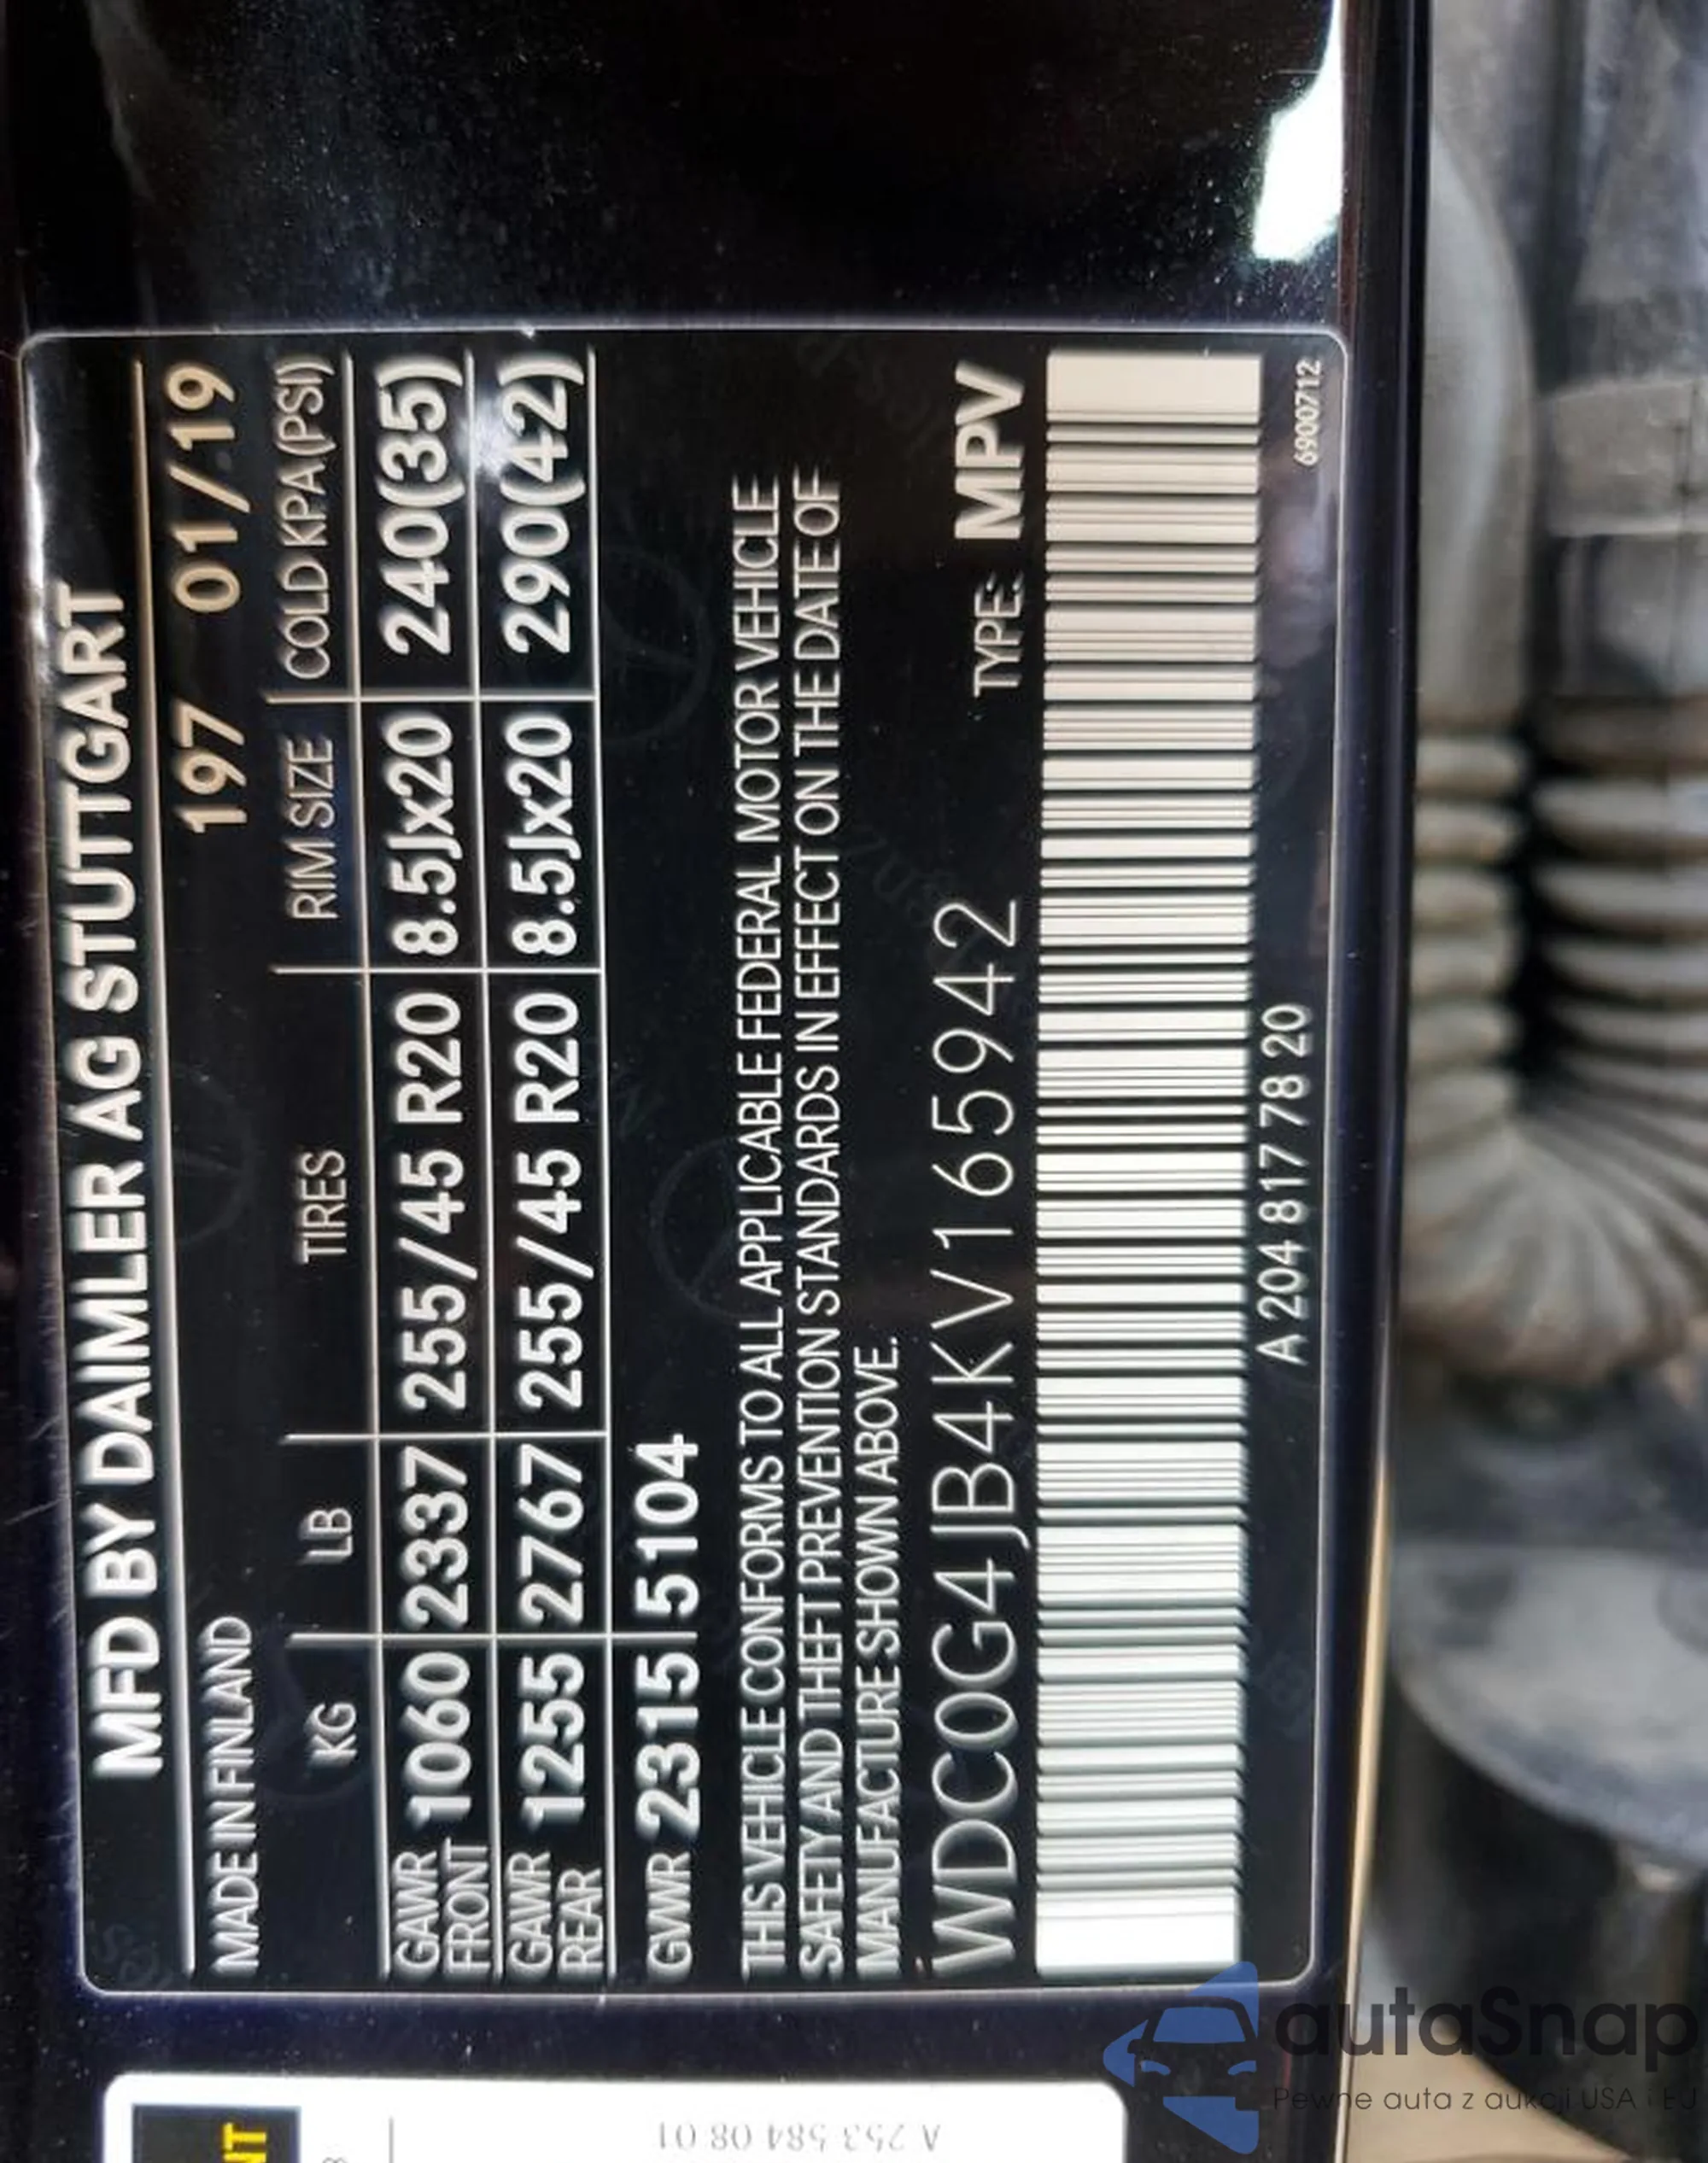 MFD BY DAIMLER AG STUTTGART
MADE IN FINLAND 197 01/19
KG LB TIRES RIM SIZE COLD KPA(PSI)
GAWR FRONT 1060 2337 255/45 R20 8.5Jx20 240(35)
GAWR REAR 1255 2767 255/45 R20 8.5Jx20 290(42)
GVWR 2315 5104
THIS VEHICLE CONFORMS TO ALL APPLICABLE FEDERAL MOTOR VEHICLE
SAFETY AND THEFT PREVENTION STANDARDS IN EFFECT ON THE DATE OF
MANUFACTURE SHOWN ABOVE.
WDC0G4JB4KV165942 TYPE: MPV
A 204 817 78 20
6900712
A 253 584 08 01
autaSnap
Pewne auta z aukcji USA i EU